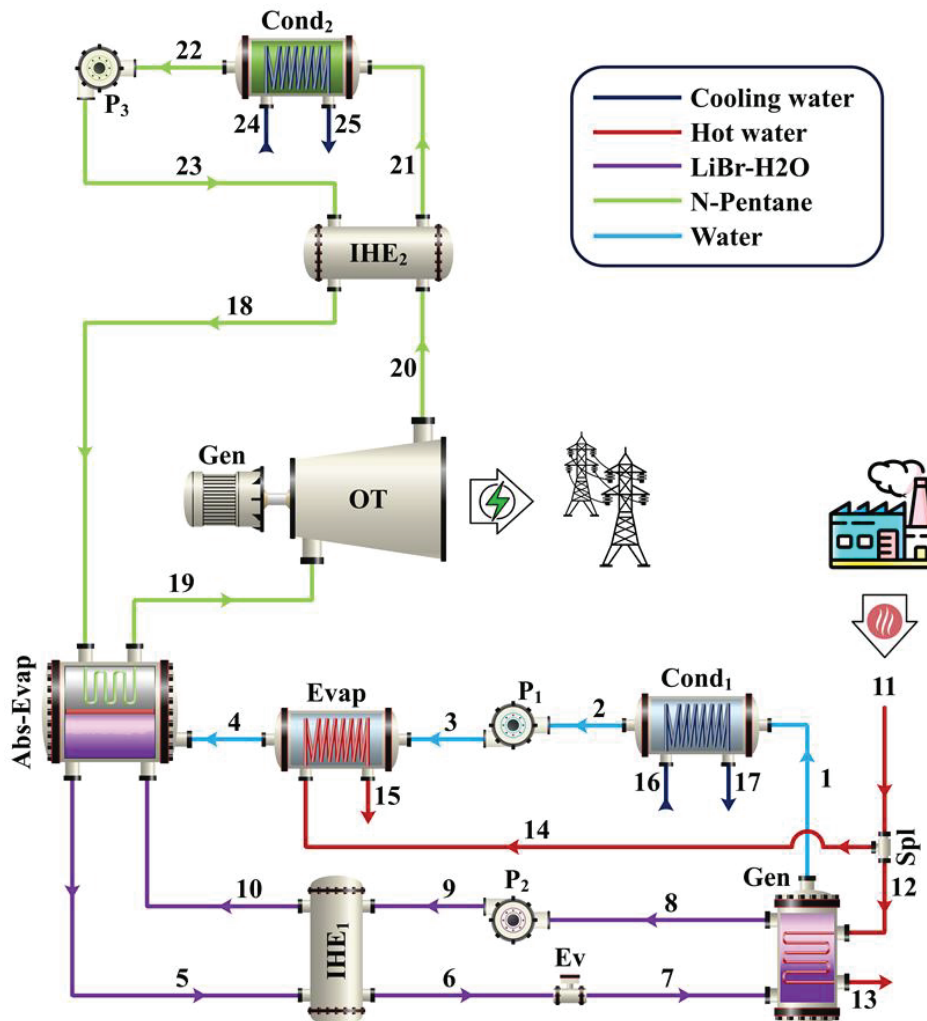 Cond₂
22
P₃
24
25
21
23
Cooling water
Hot water
LiBr-H2O
N-Pentane
Water
IHE₂
18
20
Gen
OT
19
11
Abs-Evap
Evap
P₁
Cond₁
4
3
2
15
16
17
1
14
Spl
Gen
12
10
9
P₂
8
IHE₁
Ev
5
6
7
13